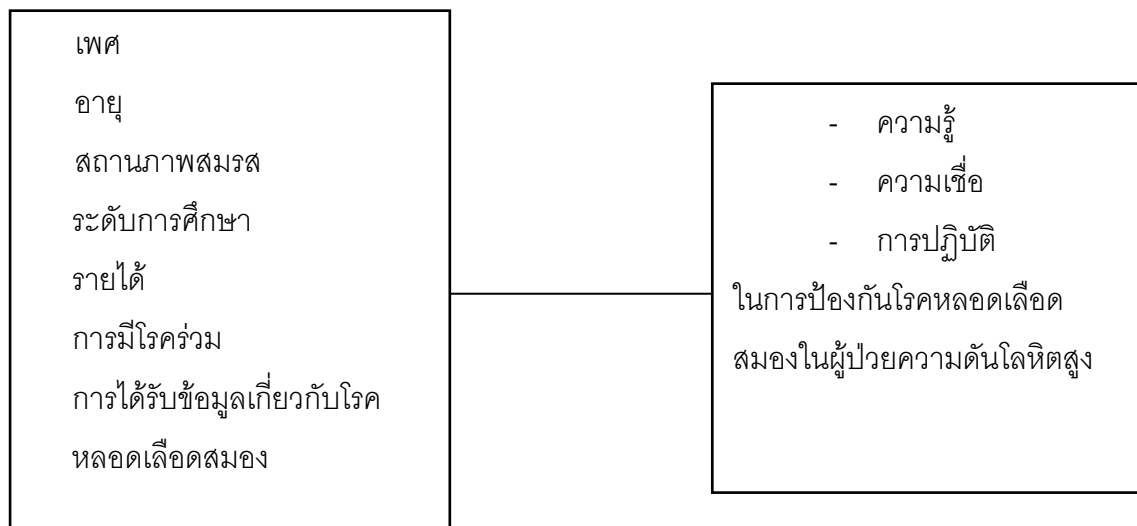 เพศ
อายุ
สถานภาพสมรส
ระดับการศึกษา
รายได้
การมีโรคร่วม
การได้รับข้อมูลเกี่ยวกับโรค
หลอดเลือดสมอง
- ความรู้
- ความเชื่อ
- การปฏิบัติ
ในการป้องกันโรคหลอดเลือด
สมองในผู้ป่วยความดันโลหิตสูง